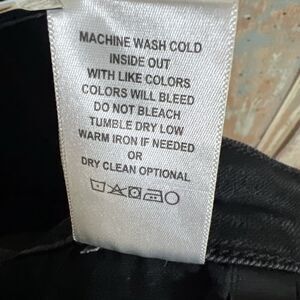 MACHINE WASH COLD
INSIDE OUT
WITH LIKE COLORS
COLORS WILL BLEED
DO NOT BLEACH
TUMBLE DRY LOW
WARM IRON IF NEEDED
OR
DRY CLEAN OPTIONAL